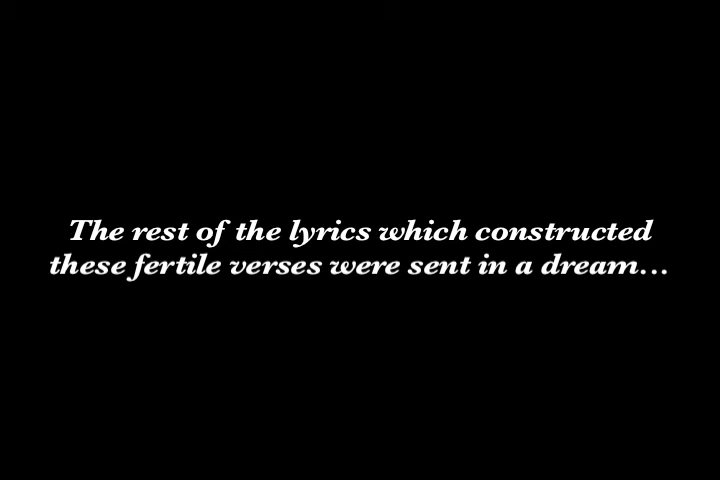 The rest of the lyrics which constructed
these fertile verses were sent in a dream...